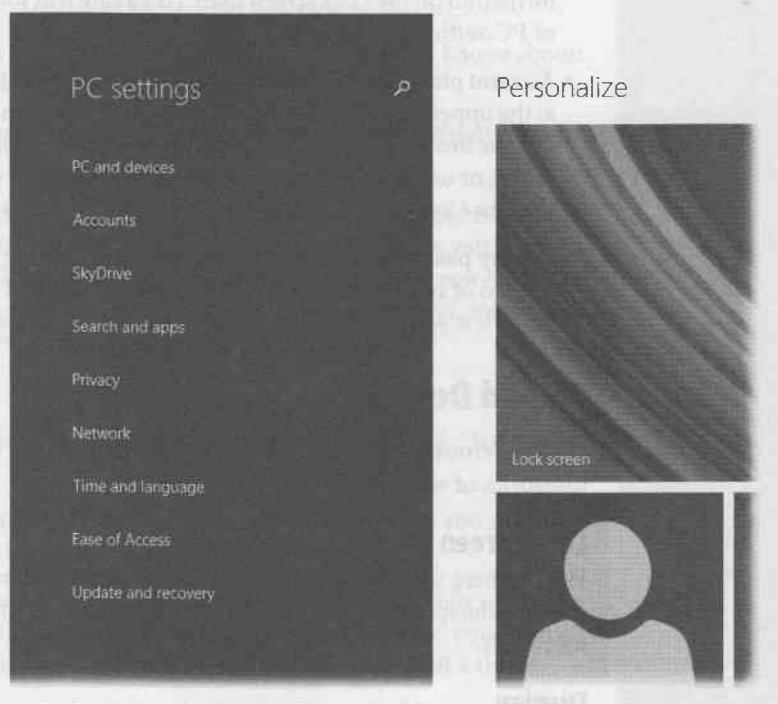 PC settings
PC and devices
Accounts
SkyDrive
Search and apps
Privacy
Network
Time and language
Ease of Access
Update and recovery
Personalize
Lock screen